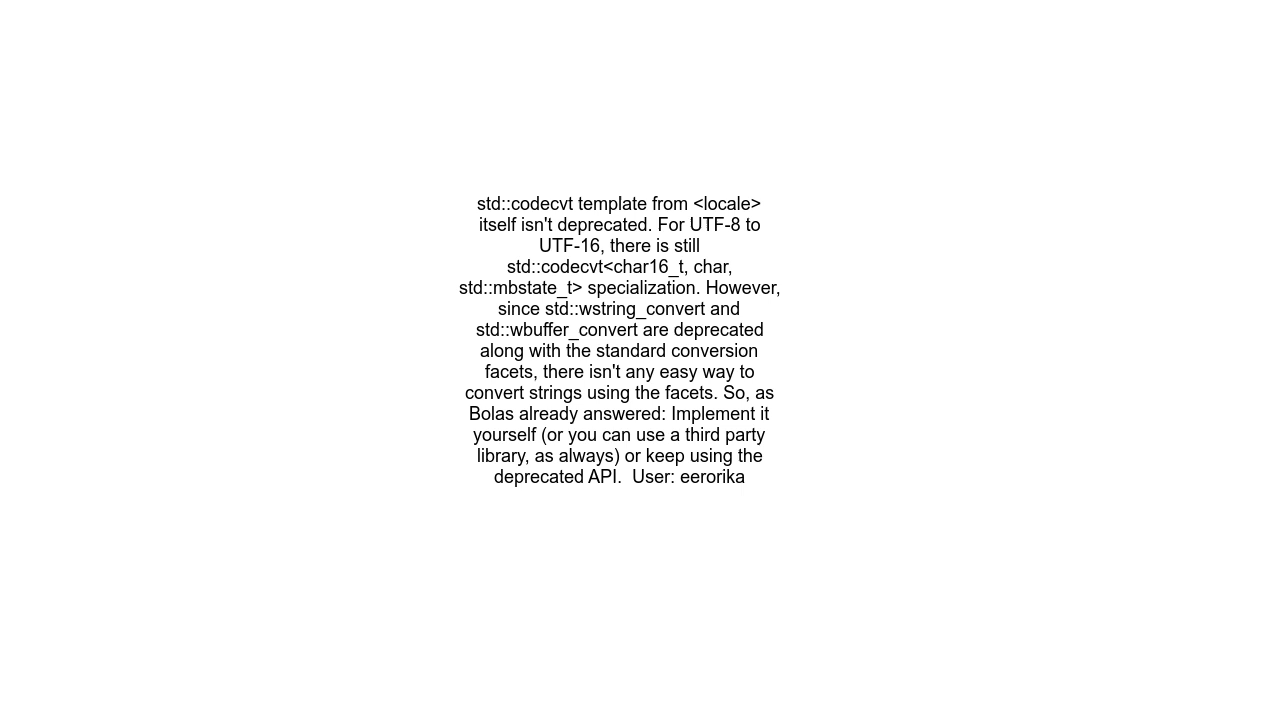 std::codecvt template from <locale>
itself isn't deprecated. For UTF-8 to
UTF-16, there is still
std::codecvt<char16_t, char,
std::mbstate_t> specialization. However,
since std::wstring_convert and
std::wbuffer_convert are deprecated
along with the standard conversion
facets, there isn't any easy way to
convert strings using the facets. So, as
Bolas already answered: Implement it
yourself (or you can use a third party
library, as always) or keep using the
deprecated API.  User: eerorika